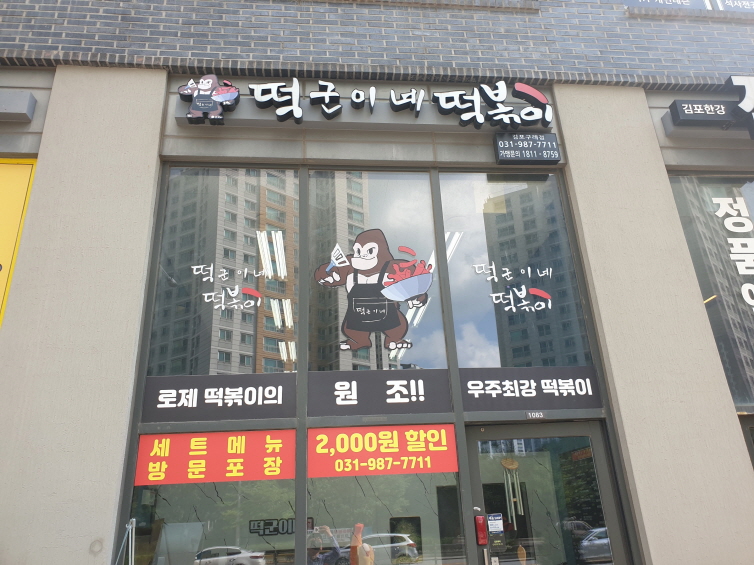 떡군이네 떡볶이
김포구래점
031-987-7711
가맹문의 1811-8759
김포한강
떡군이네
떡볶이
떡군이네
떡군이네
떡볶이
정품
로제 떡볶이의
원 조!!
우주최강 떡볶이
1083
세트메뉴
방문포장
2,000원 할인
031-987-7711
떡군이네